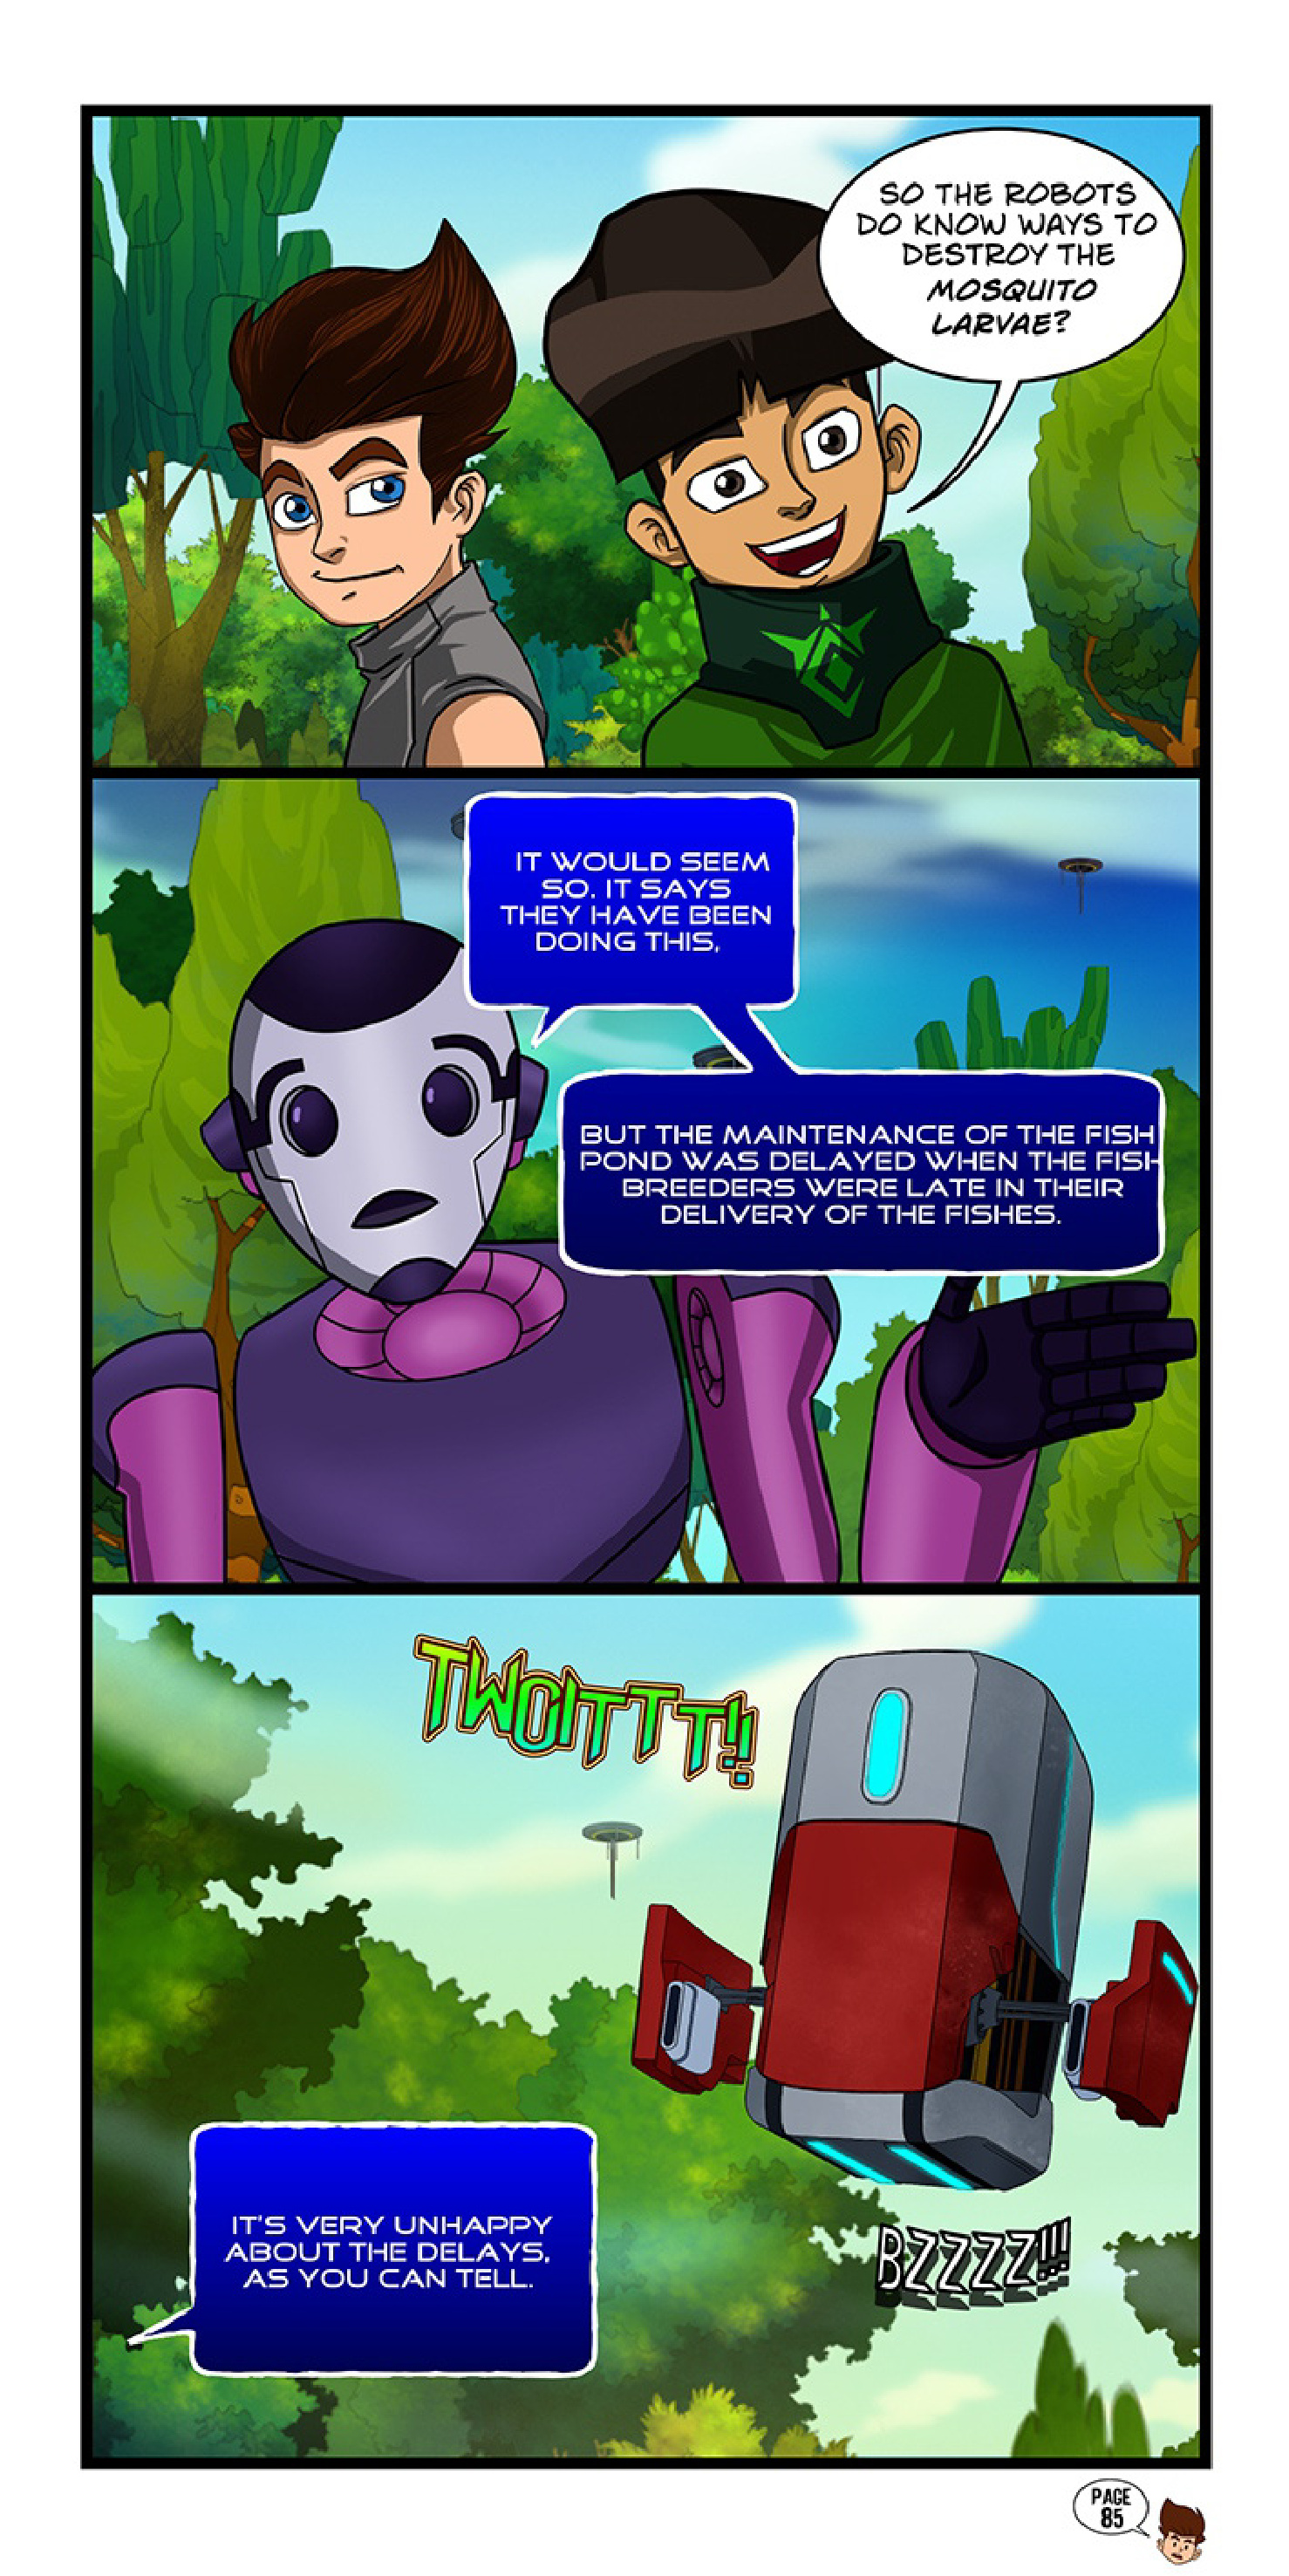 SO THE ROBOTS
DO KNOW WAYS TO
DESTROY THE
MOSQUITO
LARVAE?
IT WOULD SEEM
SO. IT SAYS
THEY HAVE BEEN
DOING THIS,
BUT THE MAINTENANCE OF THE FISH
POND WAS DELAYED WHEN THE FISH
BREEDERS WERE LATE IN THEIR
DELIVERY OF THE FISHES.
TWOITTT!!
BZZZZ!!!
IT'S VERY UNHAPPY
ABOUT THE DELAYS,
AS YOU CAN TELL.
PAGE
85